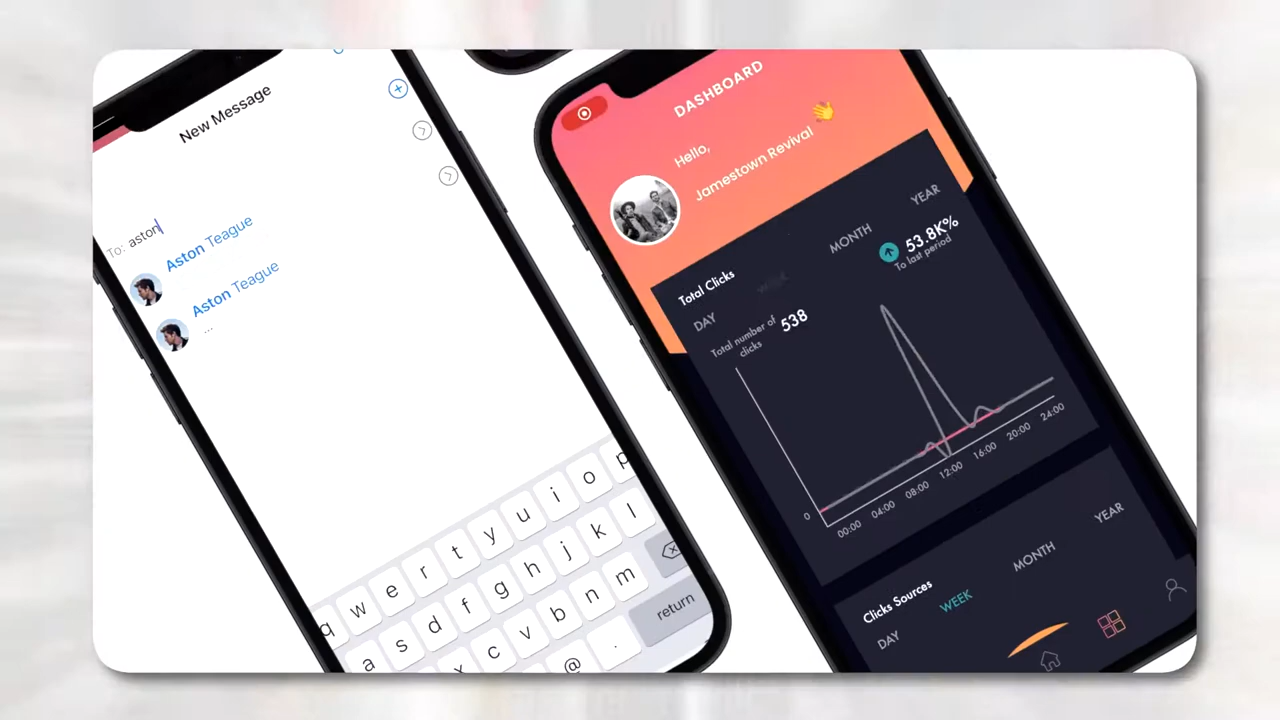 New Message
To: aston
Aston Teague
Aston Teague
...
q w e r t y u i o p
a s d f g h j k l
x c v b n m
@ . return
DASHBOARD
Hello,
Jamestown Revival 👋
Total Clicks
DAY WEEK MONTH YEAR
Total number of
clicks
538
53.8K%
To last period
0
00:00 04:00 08:00 12:00 16:00 20:00 24:00
Clicks Sources
DAY WEEK MONTH YEAR